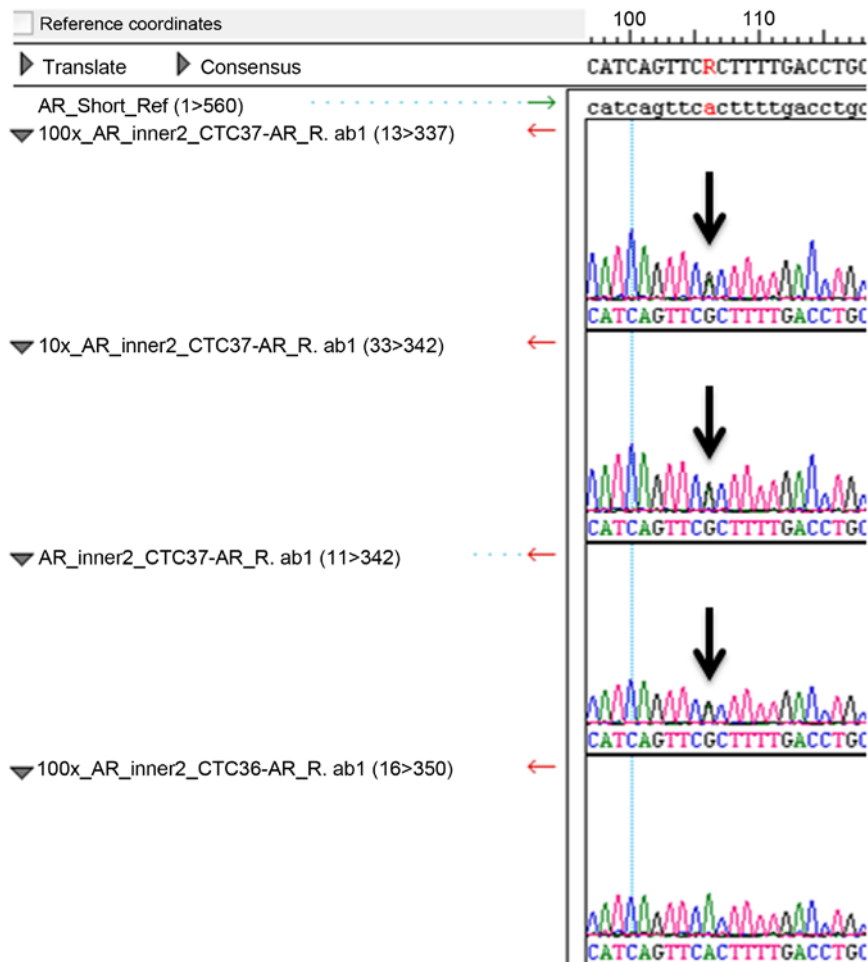 Reference coordinates 100 110
Translate Consensus CATCAGTTCRCTTTTGACCTGC
AR_Short_Ref (1>560) catcagttcacttttgacctgc
100x_AR_inner2_CTC37-AR_R. ab1 (13>337)
CATCAGTTCGCTTTTGACCTGC
10x_AR_inner2_CTC37-AR_R. ab1 (33>342)
CATCAGTTCGCTTTTGACCTGC
AR_inner2_CTC37-AR_R. ab1 (11>342)
CATCAGTTCGCTTTTGACCTGC
100x_AR_inner2_CTC36-AR_R. ab1 (16>350)
CATCAGTTCACTTTTGACCTGC